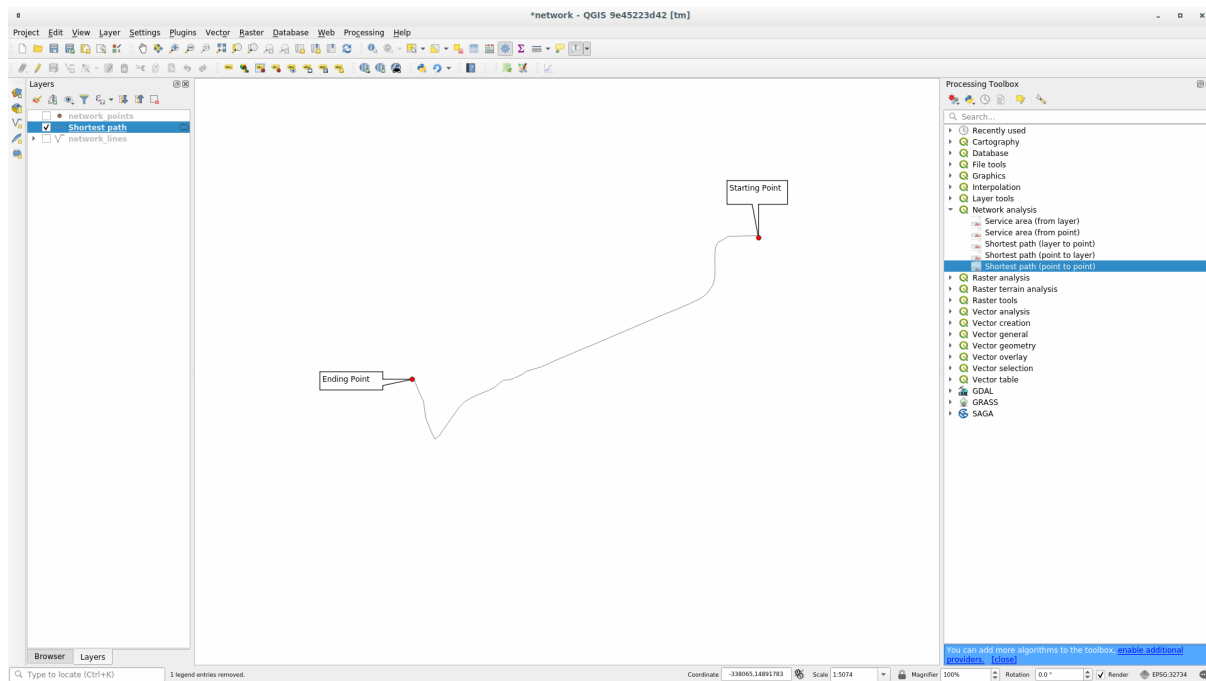 *network - QGIS 9e45223d42 [tm]
Project Edit View Layer Settings Plugins Vector Raster Database Web Processing Help
Layers
network_points
Shortest path
network_lines
Browser Layers
Starting Point
Ending Point
Processing Toolbox
Search...
Recently used
Cartography
Database
File tools
Graphics
Interpolation
Layer tools
Network analysis
Service area (from layer)
Service area (from point)
Shortest path (layer to point)
Shortest path (point to layer)
Shortest path (point to point)
Raster analysis
Raster terrain analysis
Raster tools
Vector analysis
Vector creation
Vector general
Vector geometry
Vector overlay
Vector selection
Vector table
GDAL
GRASS
SAGA
You can add more algorithms to the toolbox, enable additional
providers. [close]
Type to locate (Ctrl+K) 1 legend entries removed. Coordinate -338065,14891783 Scale 1:5074 Magnifier 100% Rotation 0.0 ° Render EPSG:32734